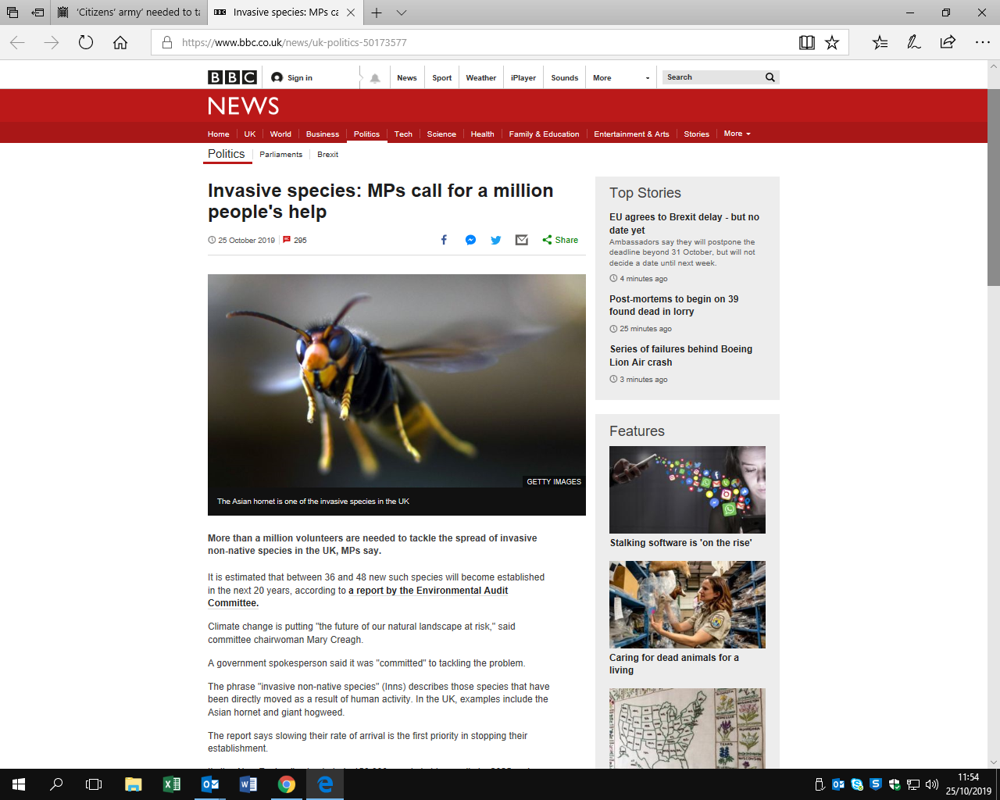 ‘Citizens’ army’ needed to ta
BBC Invasive species: MPs ca
https://www.bbc.co.uk/news/uk-politics-50173577
BBC Sign in News Sport Weather iPlayer Sounds More Search
NEWS
Home UK World Business Politics Tech Science Health Family & Education Entertainment & Arts Stories More
Politics Parliaments Brexit
Invasive species: MPs call for a million
people's help
25 October 2019 295 Share
GETTY IMAGES
The Asian hornet is one of the invasive species in the UK
More than a million volunteers are needed to tackle the spread of invasive
non-native species in the UK, MPs say.
It is estimated that between 36 and 48 new such species will become established
in the next 20 years, according to a report by the Environmental Audit
Committee.
Climate change is putting "the future of our natural landscape at risk," said
committee chairwoman Mary Creagh.
A government spokesperson said it was "committed" to tackling the problem.
The phrase "invasive non-native species" (Inns) describes those species that have
been directly moved as a result of human activity. In the UK, examples include the
Asian hornet and giant hogweed.
The report says slowing their rate of arrival is the first priority in stopping their
establishment.
Top Stories
EU agrees to Brexit delay - but no
date yet
Ambassadors say they will postpone the
deadline beyond 31 October, but will not
decide a date until next week.
4 minutes ago
Post-mortems to begin on 39
found dead in lorry
25 minutes ago
Series of failures behind Boeing
Lion Air crash
3 minutes ago
Features
Stalking software is 'on the rise'
Caring for dead animals for a
living
11:54
25/10/2019